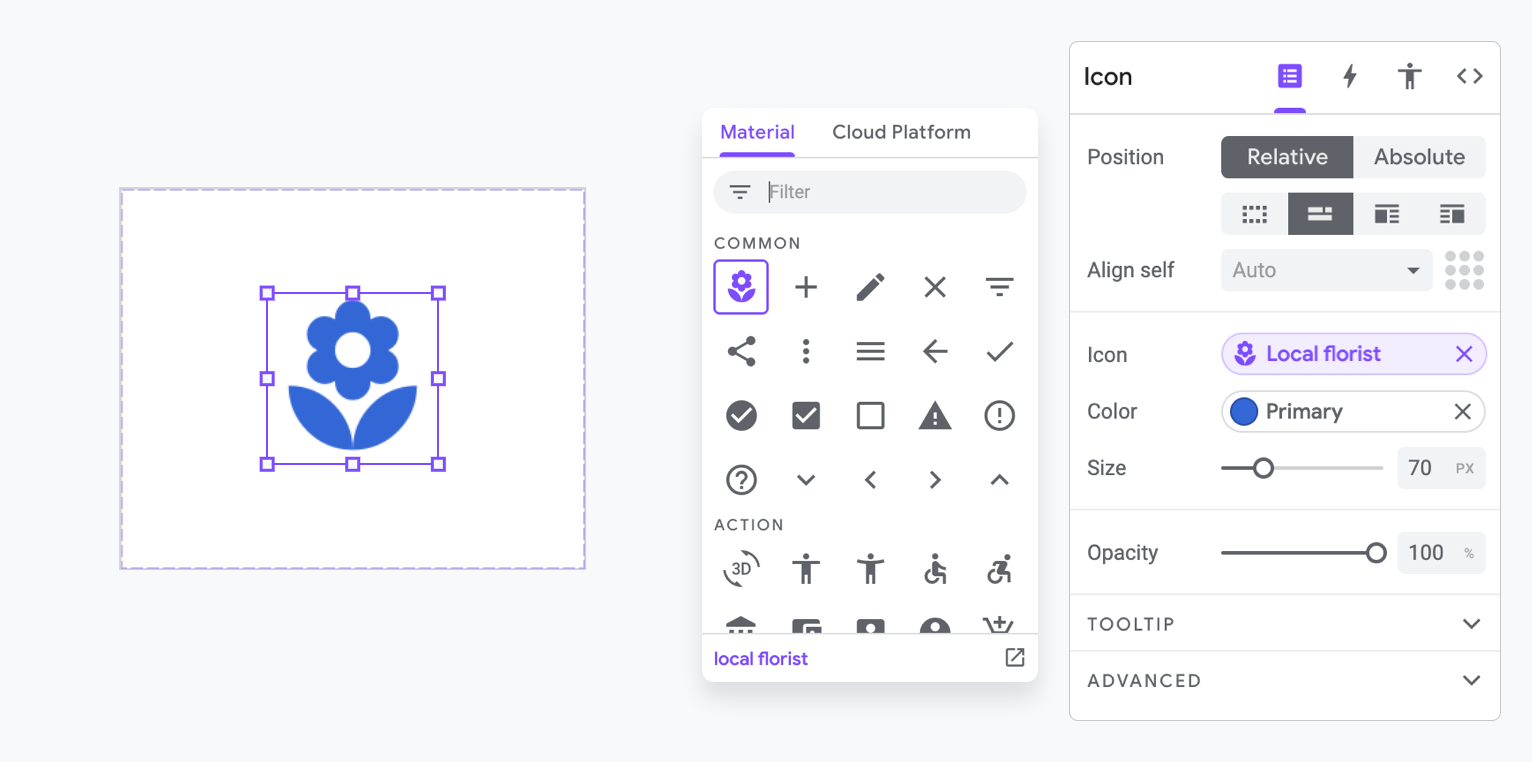 Material Cloud Platform
Filter
COMMON
ACTION
3D
local florist
Icon
Position Relative Absolute
Align self Auto
Icon Local florist
Color Primary
Size 70 PX
Opacity 100 %
TOOLTIP
ADVANCED